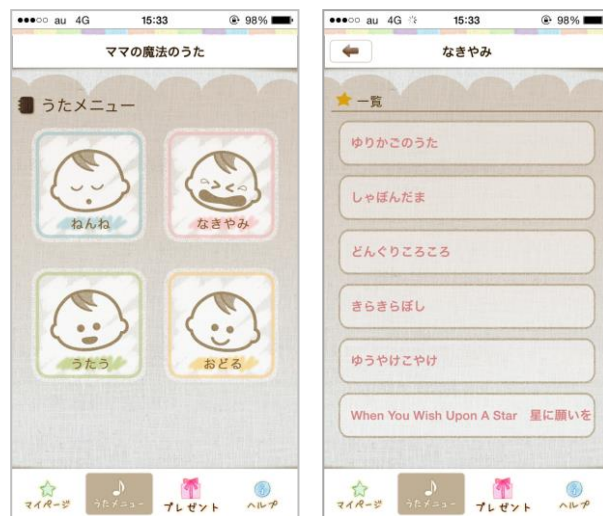 au 4G 15:33 98%
ママの魔法のうた
うたメニュー
ねんね
なきやみ
うたう
おどる
マイページ
うたメニュー
プレゼント
ヘルプ
au 4G 15:33 98%
なきやみ
一覧
ゆりかごのうた
しゃぼんだま
どんぐりころころ
きらきらぼし
ゆうやけこやけ
When You Wish Upon A Star 星に願いを
マイページ
うたメニュー
プレゼント
ヘルプ